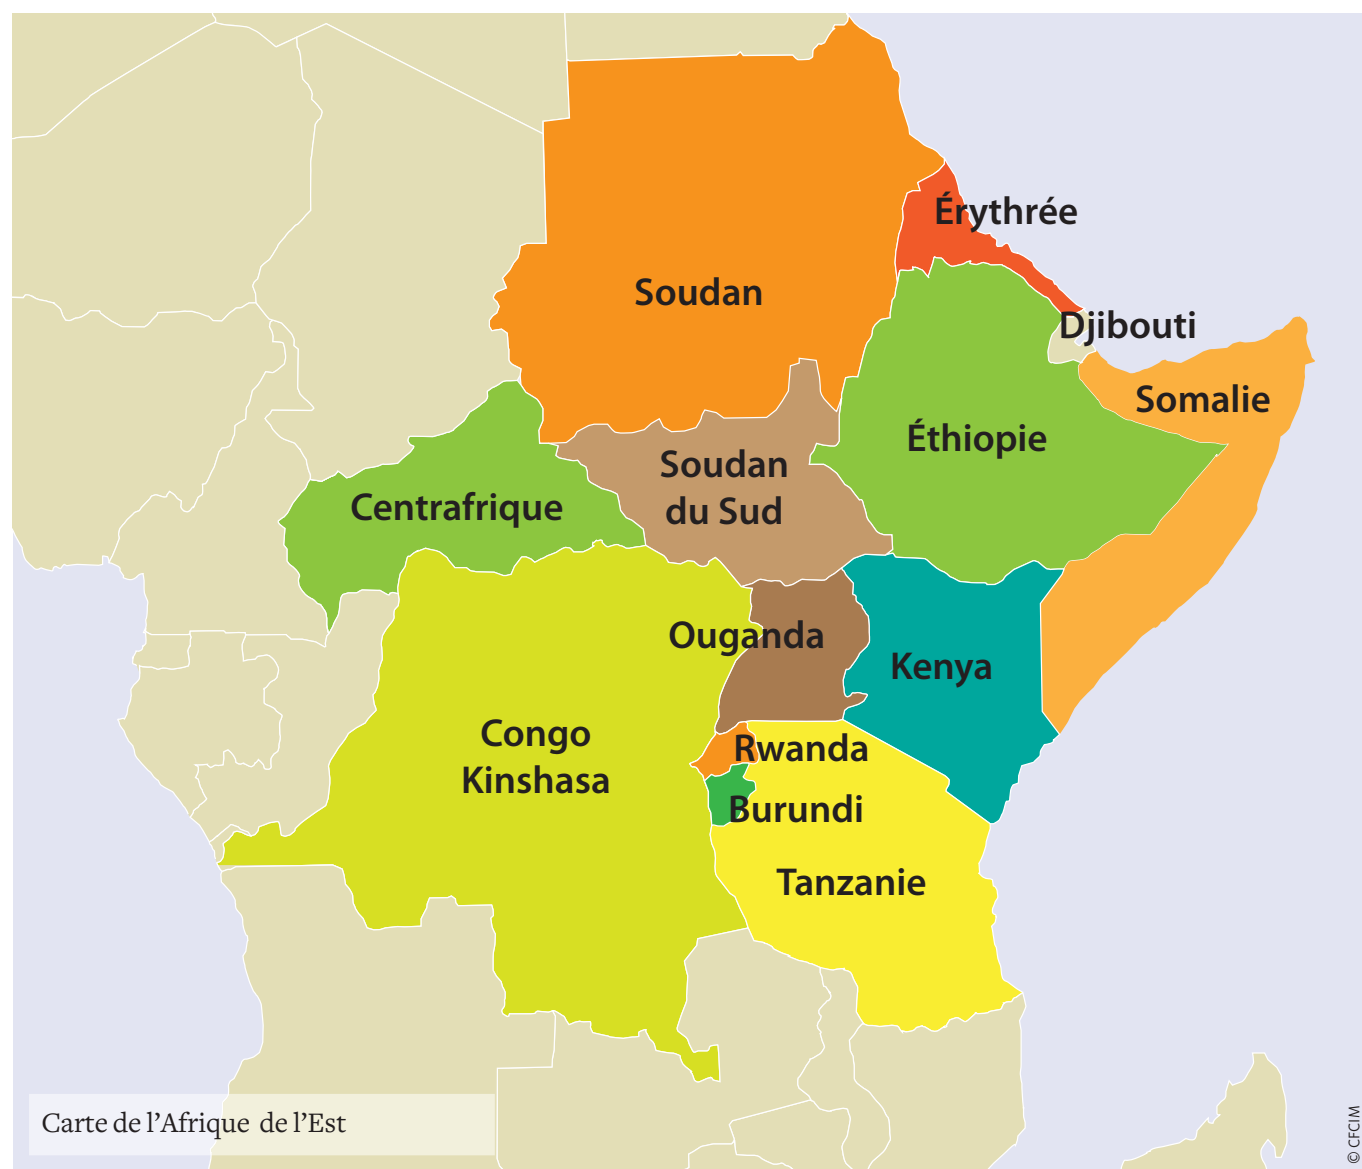 Érythrée
Soudan
Djibouti
Somalie
Éthiopie
Soudan
du Sud
Centrafrique
Ouganda
Kenya
Congo
Kinshasa
Rwanda
Burundi
Tanzanie
Carte de l’Afrique de l’Est
© CFCIM